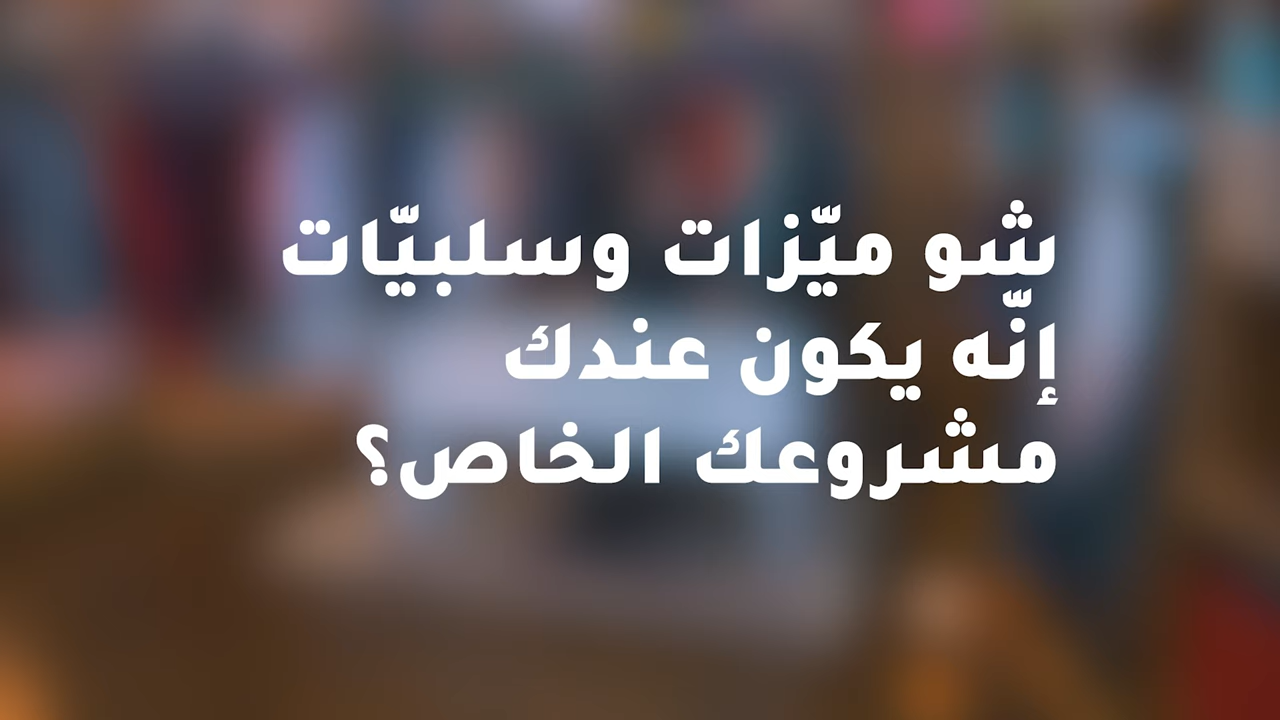 شو ميّزات وسلبيّات
إنّه يكون عندك
مشروعك الخاص؟